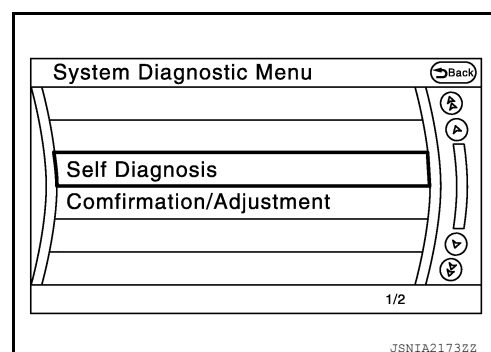 System Diagnostic Menu
Back
Self Diagnosis
Comfirmation/Adjustment
1/2
JSNIA2173ZZ